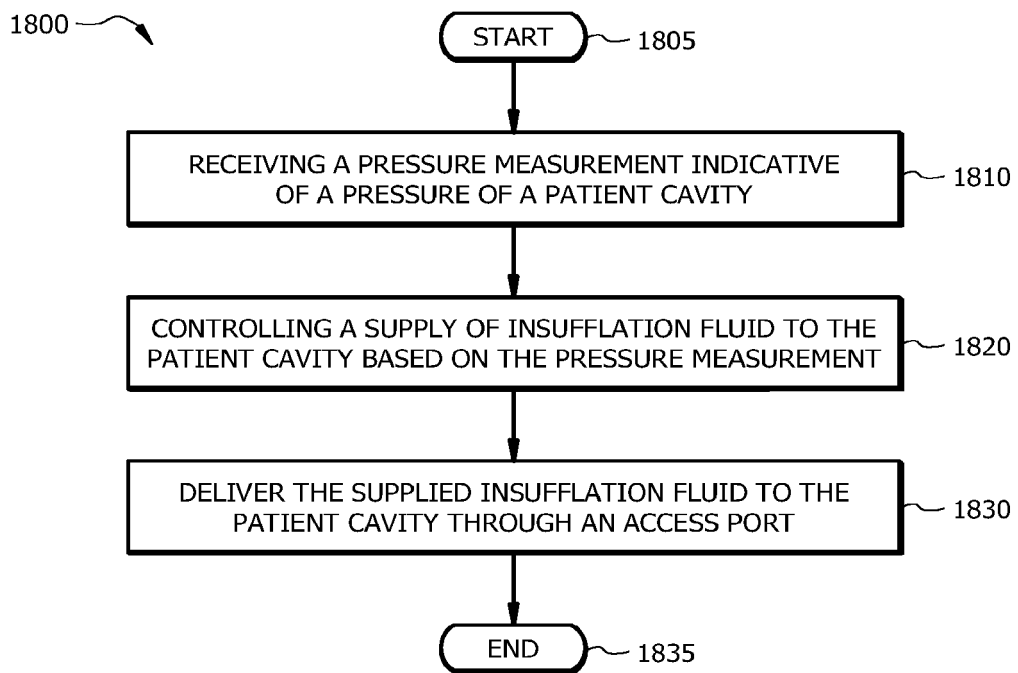 1800
START
1805
RECEIVING A PRESSURE MEASUREMENT INDICATIVE
OF A PRESSURE OF A PATIENT CAVITY
1810
CONTROLLING A SUPPLY OF INSUFFLATION FLUID TO THE
PATIENT CAVITY BASED ON THE PRESSURE MEASUREMENT
1820
DELIVER THE SUPPLIED INSUFFLATION FLUID TO THE
PATIENT CAVITY THROUGH AN ACCESS PORT
1830
END
1835